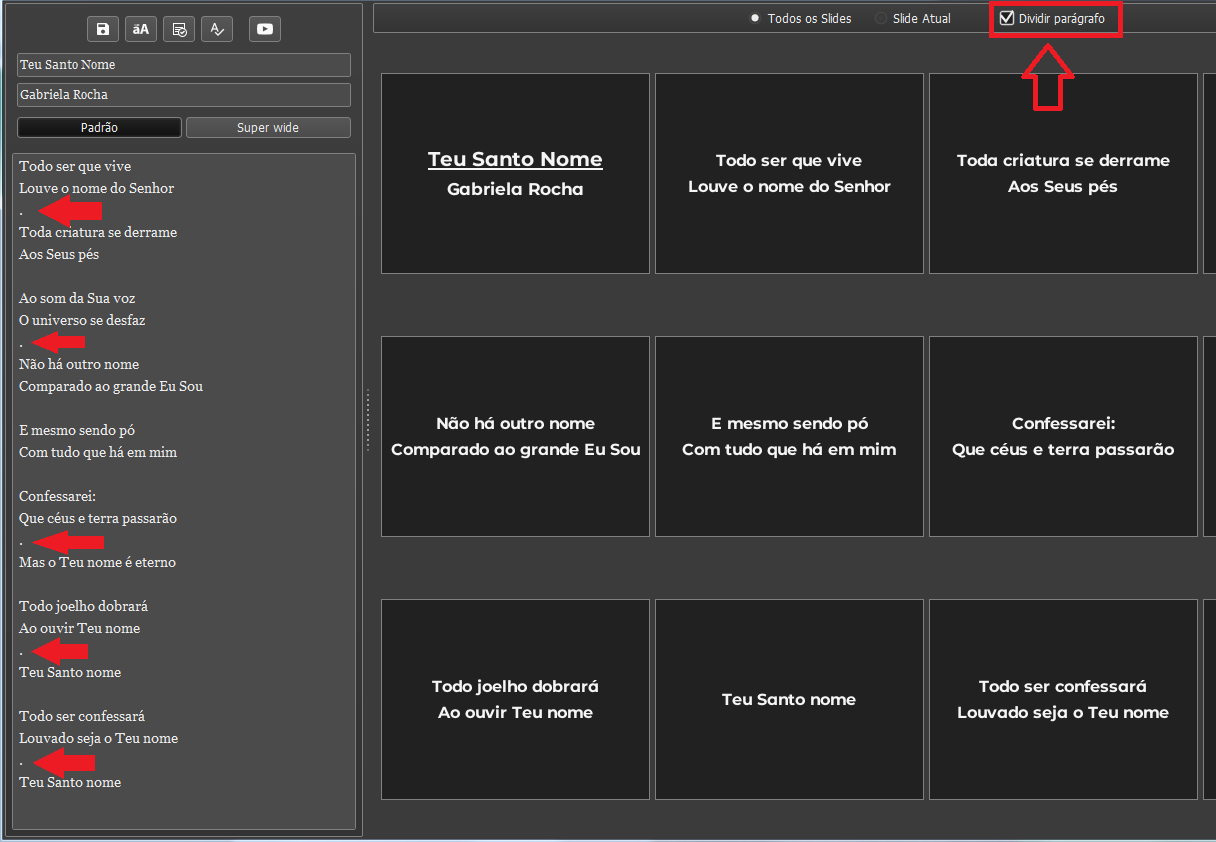 āA
Todos os Slides
Slide Atual
Dividir parágrafo
Teu Santo Nome
Gabriela Rocha
Padrão
Super wide
Todo ser que vive
Louve o nome do Senhor
.
Toda criatura se derrame
Aos Seus pés
Ao som da Sua voz
O universo se desfaz
.
Não há outro nome
Comparado ao grande Eu Sou
E mesmo sendo pó
Com tudo que há em mim
Confessarei:
Que céus e terra passarão
.
Mas o Teu nome é eterno
Todo joelho dobrará
Ao ouvir Teu nome
.
Teu Santo nome
Todo ser confessará
Louvado seja o Teu nome
.
Teu Santo nome
Teu Santo Nome
Gabriela Rocha
Todo ser que vive
Louve o nome do Senhor
Toda criatura se derrame
Aos Seus pés
Não há outro nome
Comparado ao grande Eu Sou
E mesmo sendo pó
Com tudo que há em mim
Confessarei:
Que céus e terra passarão
Todo joelho dobrará
Ao ouvir Teu nome
Teu Santo nome
Todo ser confessará
Louvado seja o Teu nome